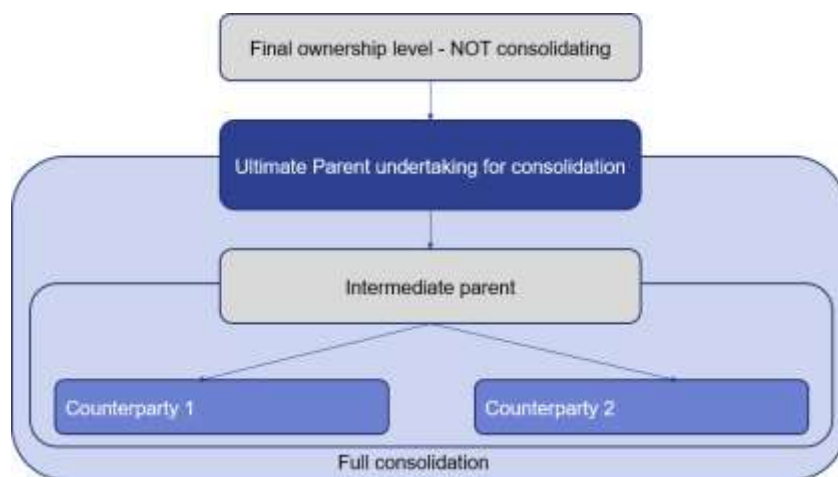 Final ownership level - NOT consolidating
Ultimate Parent undertaking for consolidation
Intermediate parent
Counterparty 1
Counterparty 2
Full consolidation